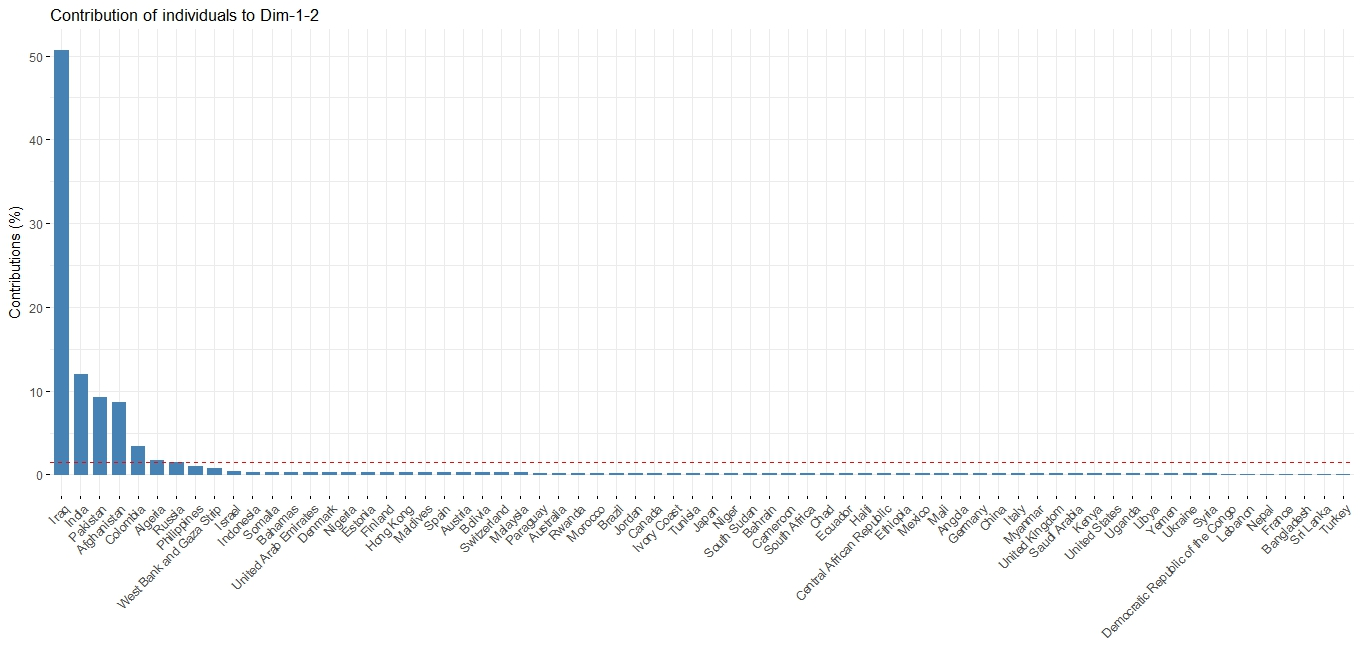 Contribution of individuals to Dim-1-2
Contributions (%)
50
40
30
20
10
0
Iraq
India
Pakistan
Afghanistan
Colombia
Algeria
Russia
Philippines
West Bank and Gaza Strip
Israel
Indonesia
Somalia
Bahamas
United Arab Emirates
Denmark
Nigeria
Estonia
Finland
Hong Kong
Maldives
Spain
Austria
Bolivia
Switzerland
Malaysia
Paraguay
Australia
Rwanda
Morocco
Brazil
Jordan
Canada
Ivory Coast
Tunisia
Japan
Niger
South Sudan
Bahrain
Cameroon
South Africa
Chad
Ecuador
Haiti
Central African Republic
Ethiopia
Mexico
Mali
Angola
Germany
China
Italy
Myanmar
United Kingdom
Saudi Arabia
Kenya
United States
Uganda
Libya
Yemen
Ukraine
Syria
Democratic Republic of the Congo
Lebanon
Nepal
France
Bangladesh
Sri Lanka
Turkey